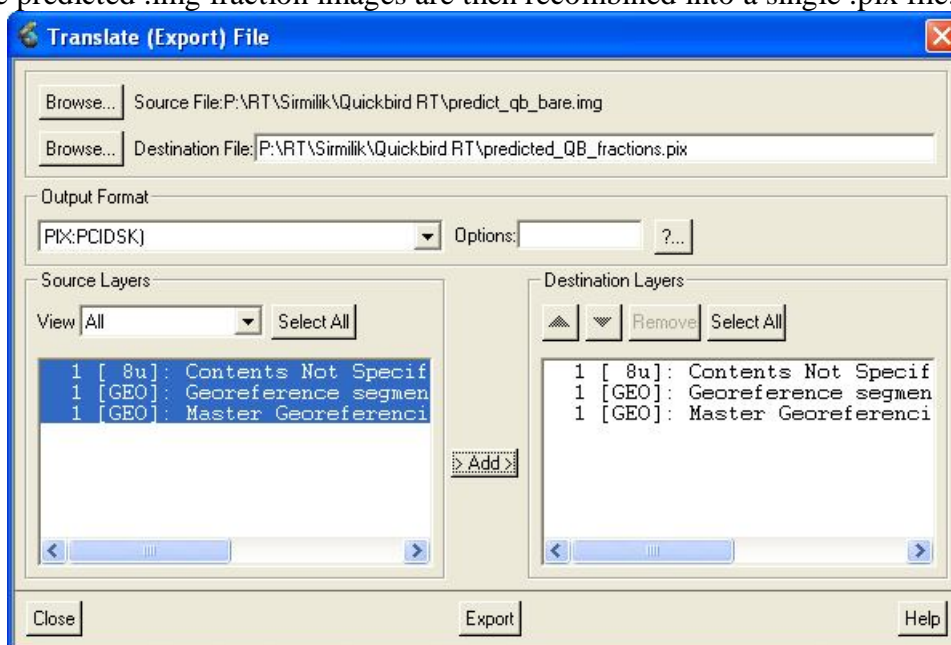 predicted .img fraction images are then recombined into a single .pix file
Translate (Export) File
Browse... Source File:P:\RT\Sirmilik\Quickbird RT\predict_qb_bare.img
Browse... Destination File: P:\RT\Sirmilik\Quickbird RT\predicted_QB_fractions.pix
Output Format
PIX:PCIDSK) Options: ?...
Source Layers
View All Select All
1 [ 8u]: Contents Not Specif
1 [GEO]: Georeference segmen
1 [GEO]: Master Georeferenci
> Add >
Destination Layers
Remove Select All
1 [ 8u]: Contents Not Specif
1 [GEO]: Georeference segmen
1 [GEO]: Master Georeferenci
Close Export Help